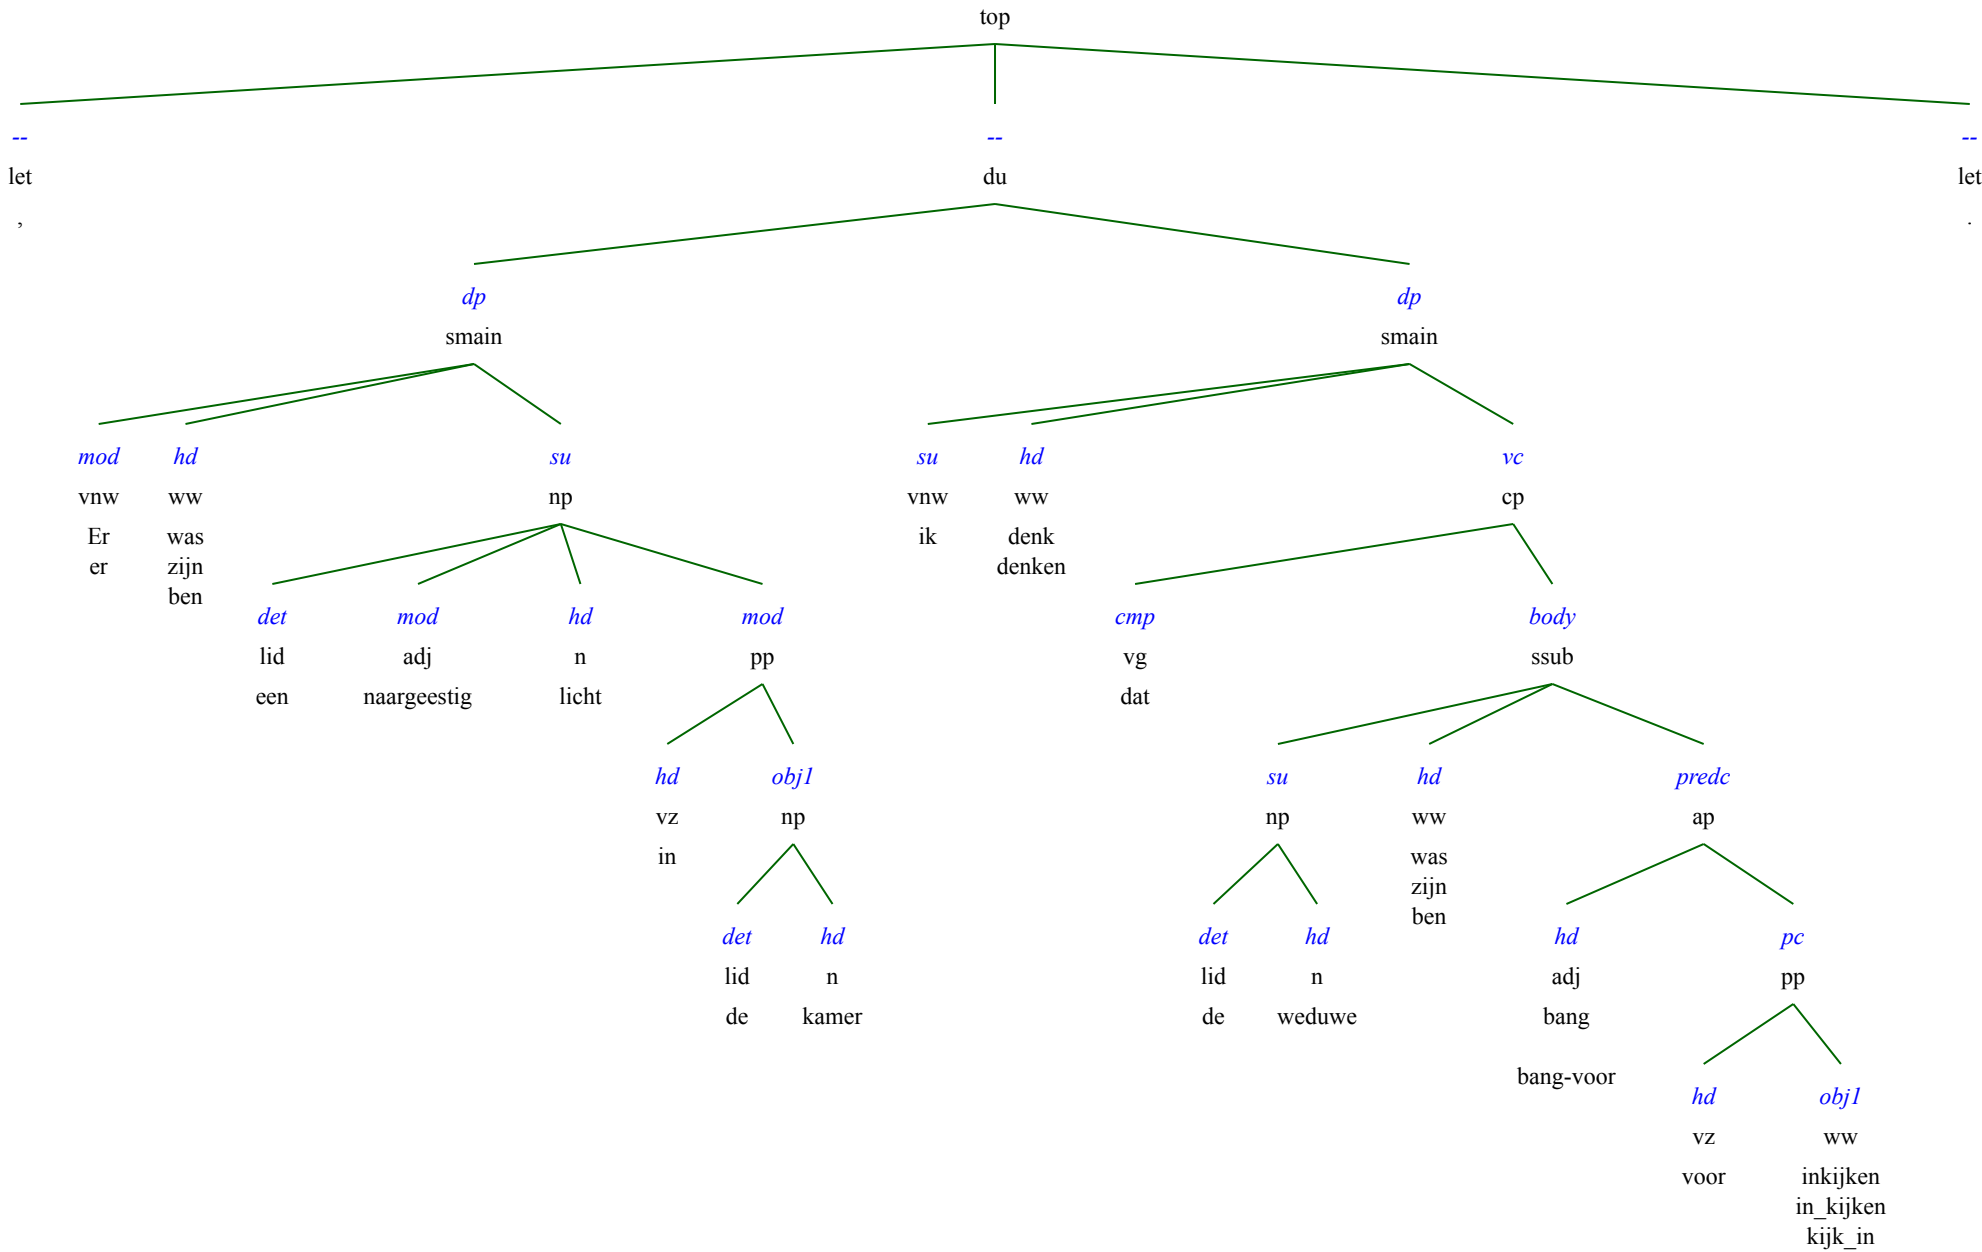 top
-- -- --
let du let
, .
dp dp
smain smain
mod hd su su hd vc
vnw ww np vnw ww cp
Er was ik denk
er zijn denken
ben
det mod hd mod cmp body
lid adj n pp vg ssub
een naargeestig licht dat
hd obj1 su hd predc
vz np np ww ap
in was
zijn
ben
det hd det hd hd pc
lid n lid n adj pp
de kamer de weduwe bang
bang-voor
hd obj1
vz ww
voor inkijken
in_kijken
kijk_in